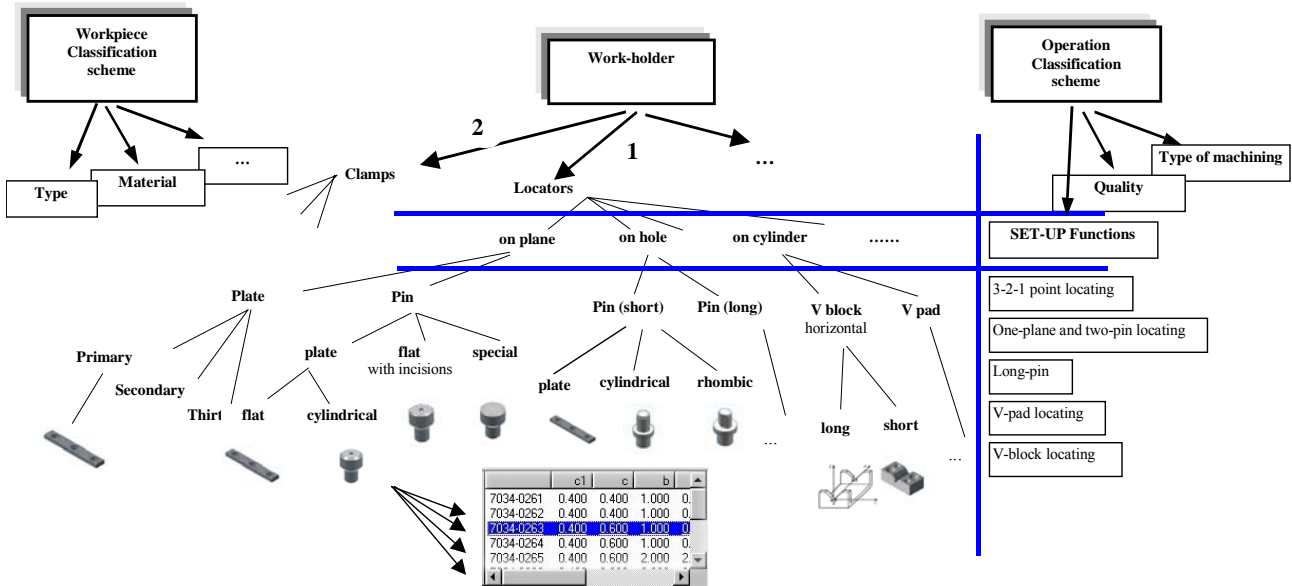 Workpiece
Classification
scheme
Work-holder
Operation
Classification
scheme
2
1
...
...
Type of machining
Type
Material
Clamps
Locators
Quality
on plane
on hole
on cylinder
......
SET-UP Functions
Plate
Pin
Pin (short)
Pin (long)
V block
horizontal
V pad
3-2-1 point locating
One-plane and two-pin locating
Primary
Secondary
Thirt
plate
flat
with incisions
special
plate
cylindrical
rhombic
Long-pin
flat
cylindrical
V-pad locating
long
short
...
...
V-block locating
c1 c b
7034-0261 0.400 0.400 1.000 0.
7034-0262 0.400 0.400 1.000 0.
7034-0263 0.400 0.600 1.000 0
7034-0264 0.400 0.600 1.000 0.
7034-0265 0.400 0.600 2.000 2.